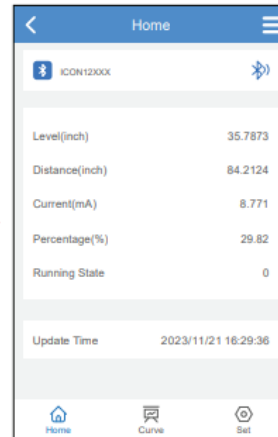 Home
ICON12XXX
Level(inch) 35.7873
Distance(inch) 84.2124
Current(mA) 8.771
Percentage(%) 29.82
Running State 0
Update Time 2023/11/21 16:29:36
Home Curve Set